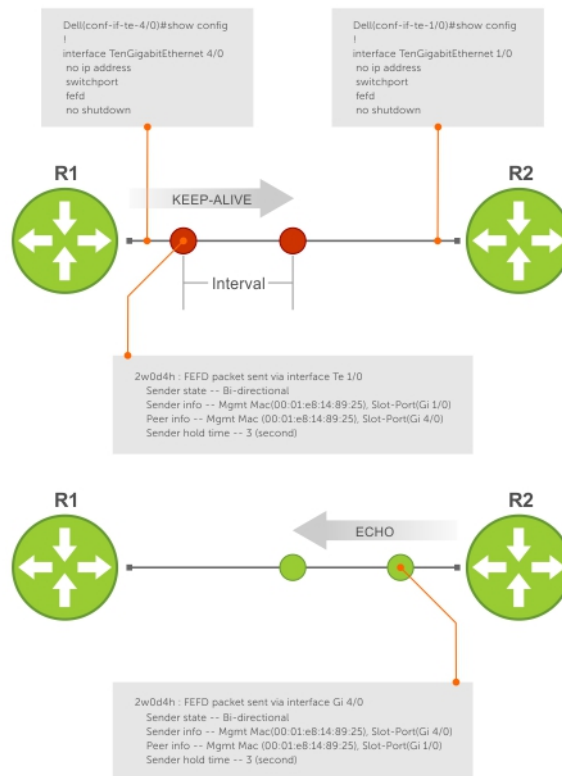 Dell(conf-if-te-4/0)#show config
!
interface TenGigabitEthernet 4/0
no ip address
switchport
fefd
no shutdown
Dell(conf-if-te-1/0)#show config
!
interface TenGigabitEthernet 1/0
no ip address
switchport
fefd
no shutdown
R1
R2
KEEP-ALIVE
Interval
2w0d4h : FEFD packet sent via interface Te 1/0
Sender state -- Bi-directional
Sender info -- Mgmt Mac(00:01:e8:14:89:25), Slot-Port(Gi 1/0)
Peer info -- Mgmt Mac (00:01:e8:14:89:25), Slot-Port(Gi 4/0)
Sender hold time -- 3 (second)
R1
R2
ECHO
2w0d4h : FEFD packet sent via interface Gi 4/0
Sender state -- Bi-directional
Sender info -- Mgmt Mac(00:01:e8:14:89:25), Slot-Port(Gi 4/0)
Peer info -- Mgmt Mac (00:01:e8:14:89:25), Slot-Port(Gi 1/0)
Sender hold time -- 3 (second)